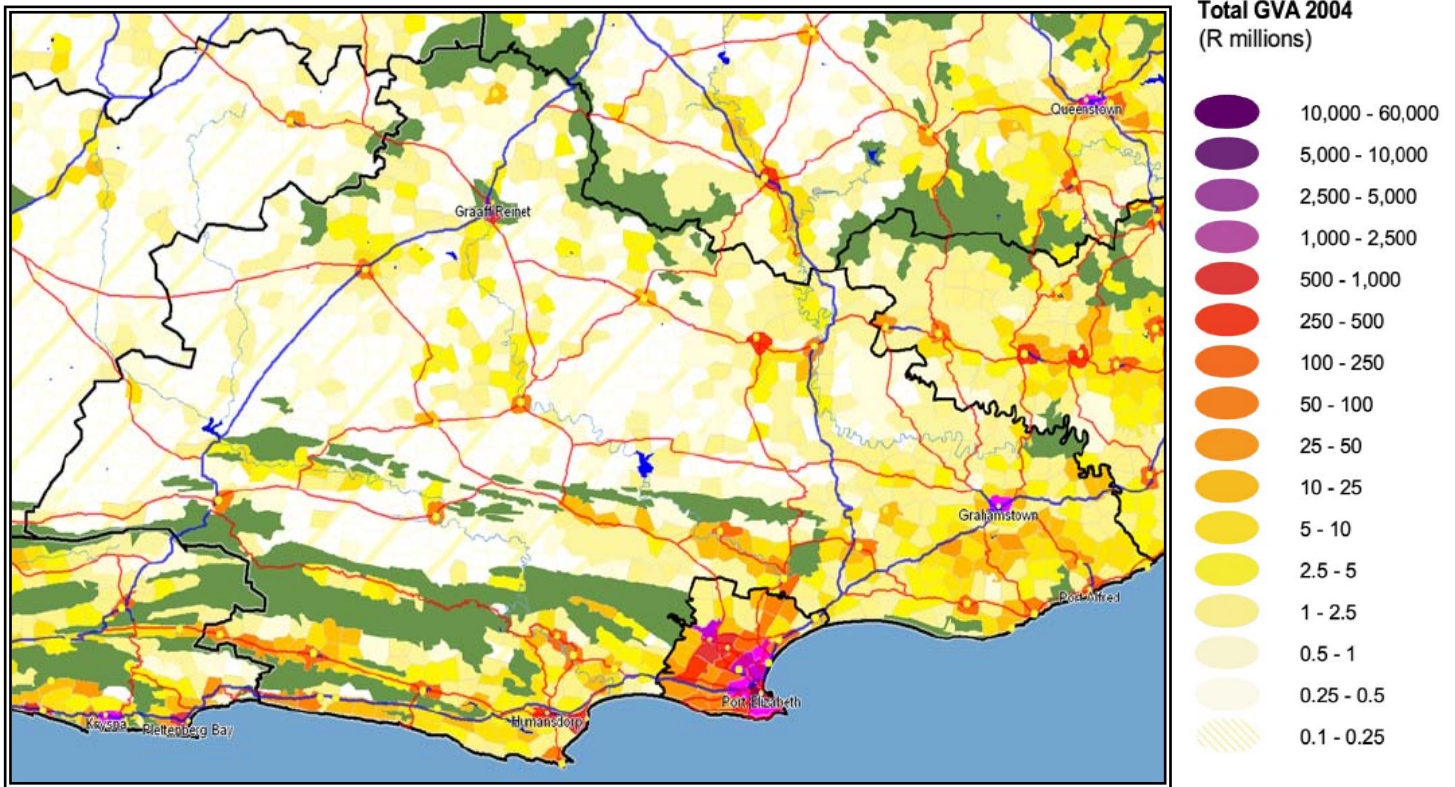 Total GVA 2004
(R millions)
10,000 - 60,000
5,000 - 10,000
2,500 - 5,000
1,000 - 2,500
500 - 1,000
250 - 500
100 - 250
50 - 100
25 - 50
10 - 25
5 - 10
2.5 - 5
1 - 2.5
0.5 - 1
0.25 - 0.5
0.1 - 0.25
Queenstown
Graaff Reinet
Grahamstown
Port Alfred
Port Elizabeth
Humansdorp
Knysna
Plettenberg Bay